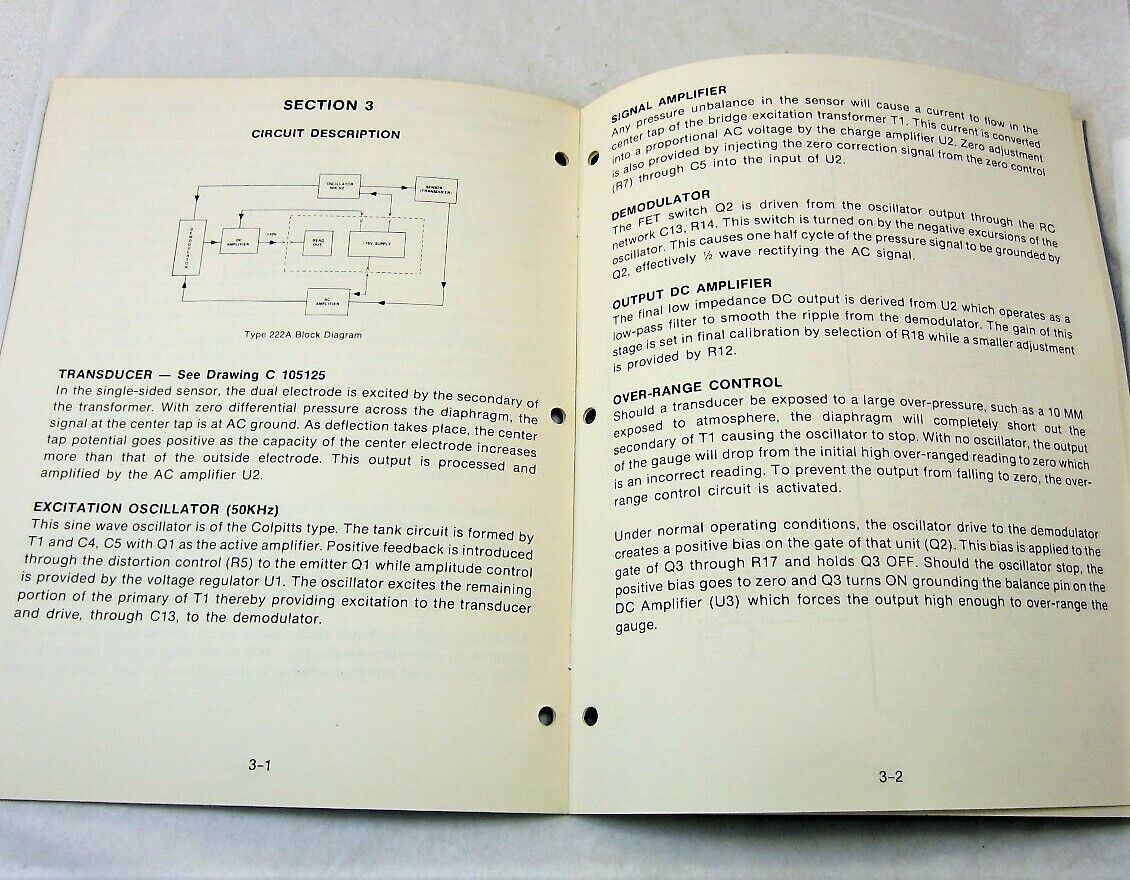 SECTION 3
CIRCUIT DESCRIPTION
OSCILLATOR
SENSOR
(TRANSDUCER)
DEMODULATOR
DC
AMPLIFIER
READ
OUT
SUPPLY
AC
AMPLIFIER
Type 222A Block Diagram
TRANSDUCER — See Drawing C 105125
In the single-sided sensor, the dual electrode is excited by the secondary of
the transformer. With zero differential pressure across the diaphragm, the
signal at the center tap is at AC ground. As deflection takes place, the center
tap potential goes positive as the capacity of the center electrode increases
more than that of the outside electrode. This output is processed and
amplified by the AC amplifier U2.
EXCITATION OSCILLATOR (50KHz)
This sine wave oscillator is of the Colpitts type. The tank circuit is formed by
T1 and C4, C5 with Q1 as the active amplifier. Positive feedback is introduced
through the distortion control (R5) to the emitter Q1 while amplitude control
is provided by the voltage regulator U1. The oscillator excites the remaining
portion of the primary of T1 thereby providing excitation to the transducer
and drive, through C13, to the demodulator.
3-1
SIGNAL AMPLIFIER
Any pressure unbalance in the sensor will cause a current to flow in the
center tap of the bridge excitation transformer T1. This current is converted
into a proportional AC voltage by the charge amplifier U2. Zero adjustment
is also provided by injecting the zero correction signal from the zero control
(R7) through C5 into the input of U2.
DEMODULATOR
The FET switch Q2 is driven from the oscillator output through the RC
network C13, R14. This switch is turned on by the negative excursions of the
oscillator. This causes one half cycle of the pressure signal to be grounded by
Q2, effectively ½ wave rectifying the AC signal.
OUTPUT DC AMPLIFIER
The final low impedance DC output is derived from U2 which operates as a
low-pass filter to smooth the ripple from the demodulator. The gain of this
stage is set in final calibration by selection of R18 while a smaller adjustment
is provided by R12.
OVER-RANGE CONTROL
Should a transducer be exposed to a large over-pressure, such as a 10 MM
exposed to atmosphere, the diaphragm will completely short out the
secondary of T1 causing the oscillator to stop. With no oscillator, the output
of the gauge will drop from the initial high over-ranged reading to zero which
is an incorrect reading. To prevent the output from falling to zero, the over-
range control circuit is activated.
Under normal operating conditions, the oscillator drive to the demodulator
creates a positive bias on the gate of that unit (Q2). This bias is applied to the
gate of Q3 through R17 and holds Q3 OFF. Should the oscillator stop, the
positive bias goes to zero and Q3 turns ON grounding the balance pin on the
DC Amplifier (U3) which forces the output high enough to over-range the
gauge.
3-2